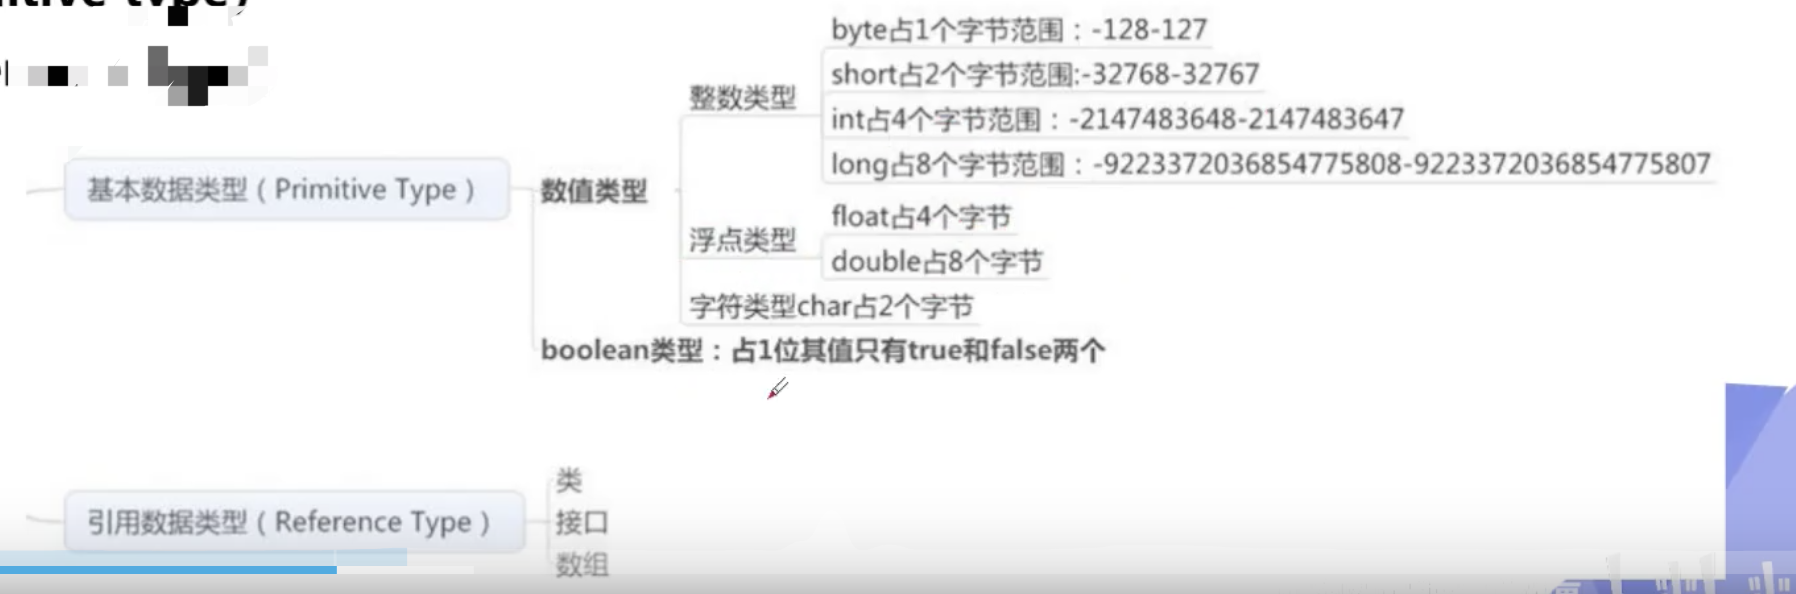 byte占1个字节范围：-128-127
short占2个字节范围:-32768-32767
整数类型
int占4个字节范围：-2147483648-2147483647
long占8个字节范围：-9223372036854775808-9223372036854775807
基本数据类型（Primitive Type）
数值类型
float占4个字节
浮点类型
double占8个字节
字符类型char占2个字节
boolean类型：占1位其值只有true和false两个
类
引用数据类型（Reference Type）
接口
数组